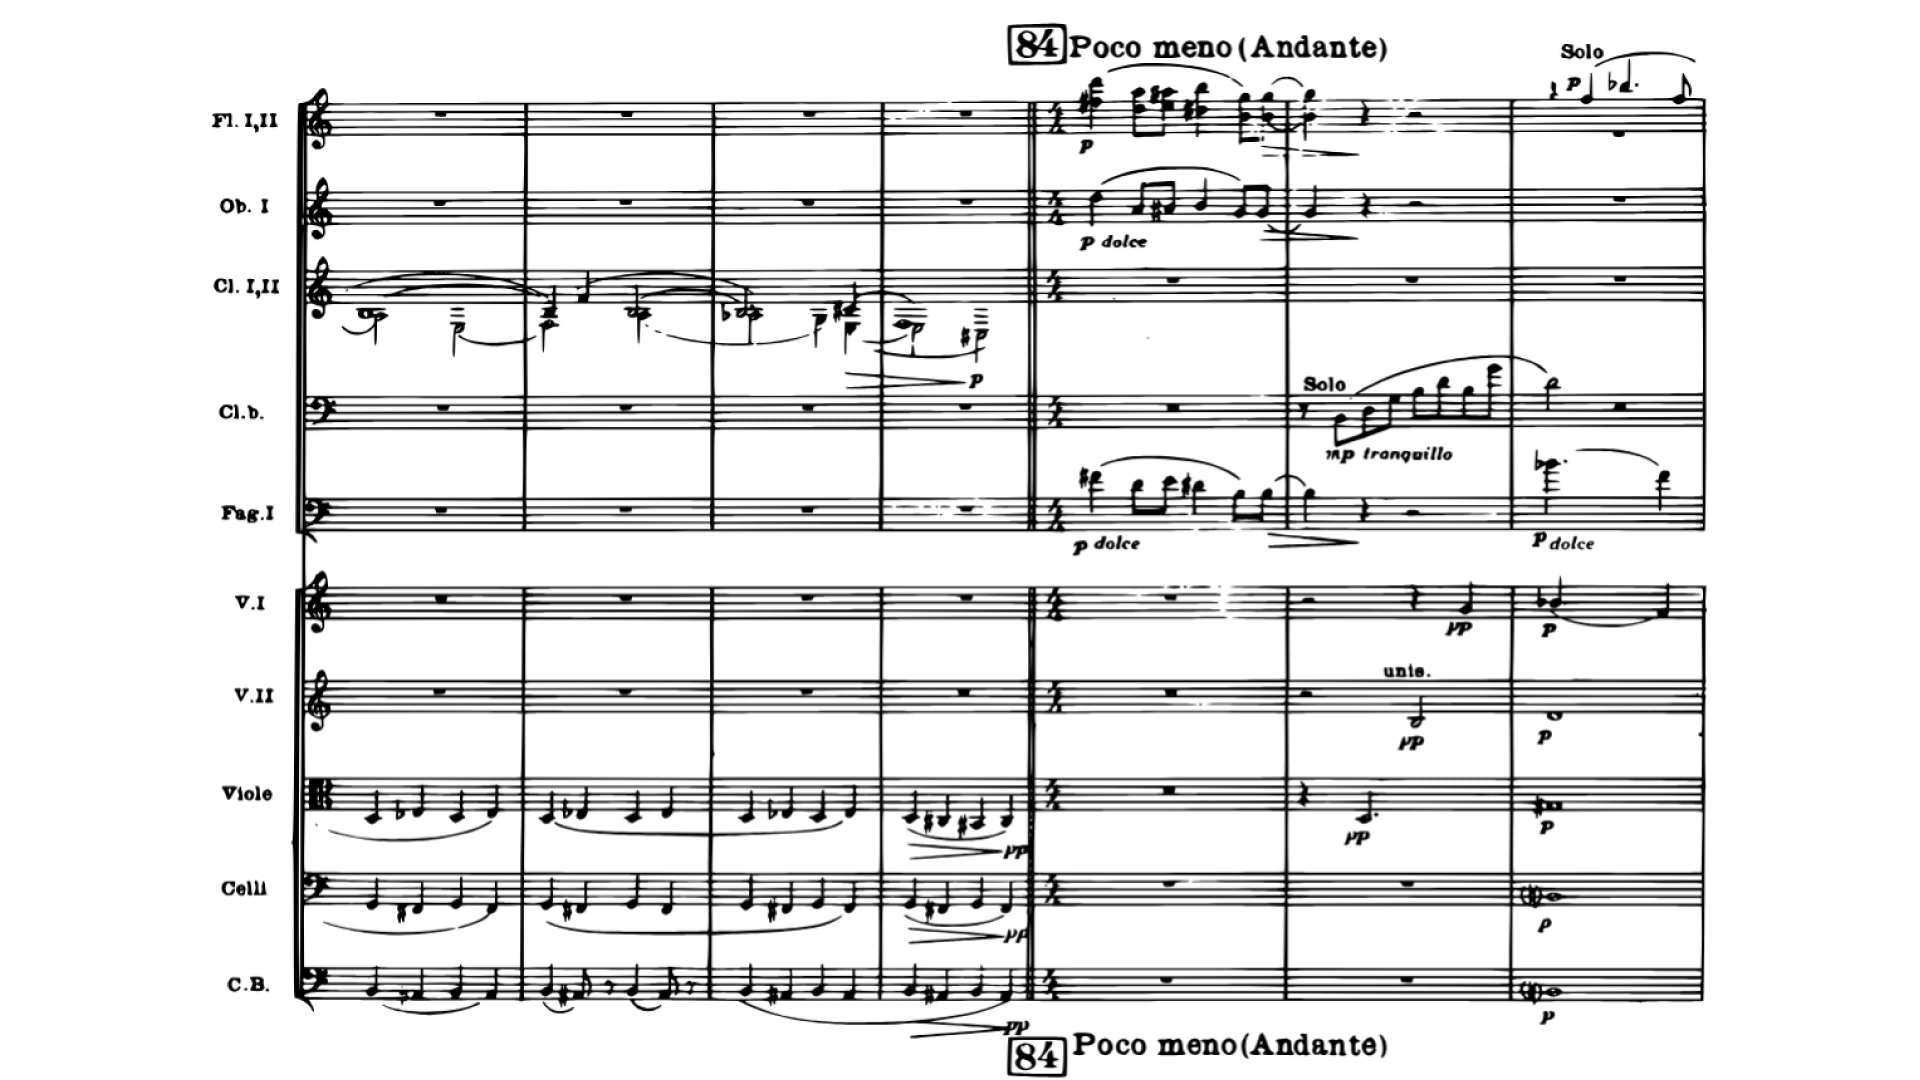 84 Poco meno (Andante)
Solo
p
Fl. I,II
p
Ob. I
p dolce
Cl. I,II
p
Solo
Cl.b.
mp tranquillo
Fag.I
p dolce
p dolce
V.I
pp
p
unis.
V.II
pp
p
Viole
pp
pp
p
Celli
pp
p
C.B.
pp
p
84 Poco meno (Andante)